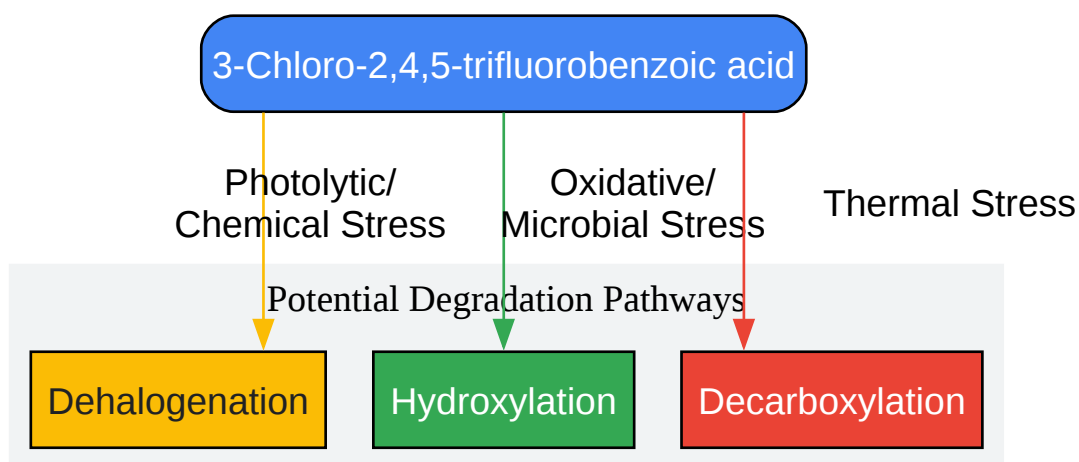 3-Chloro-2,4,5-trifluorobenzoic acid
Photolytic/
Chemical Stress
Oxidative/
Microbial Stress
Thermal Stress
Potential Degradation Pathways
Dehalogenation
Hydroxylation
Decarboxylation